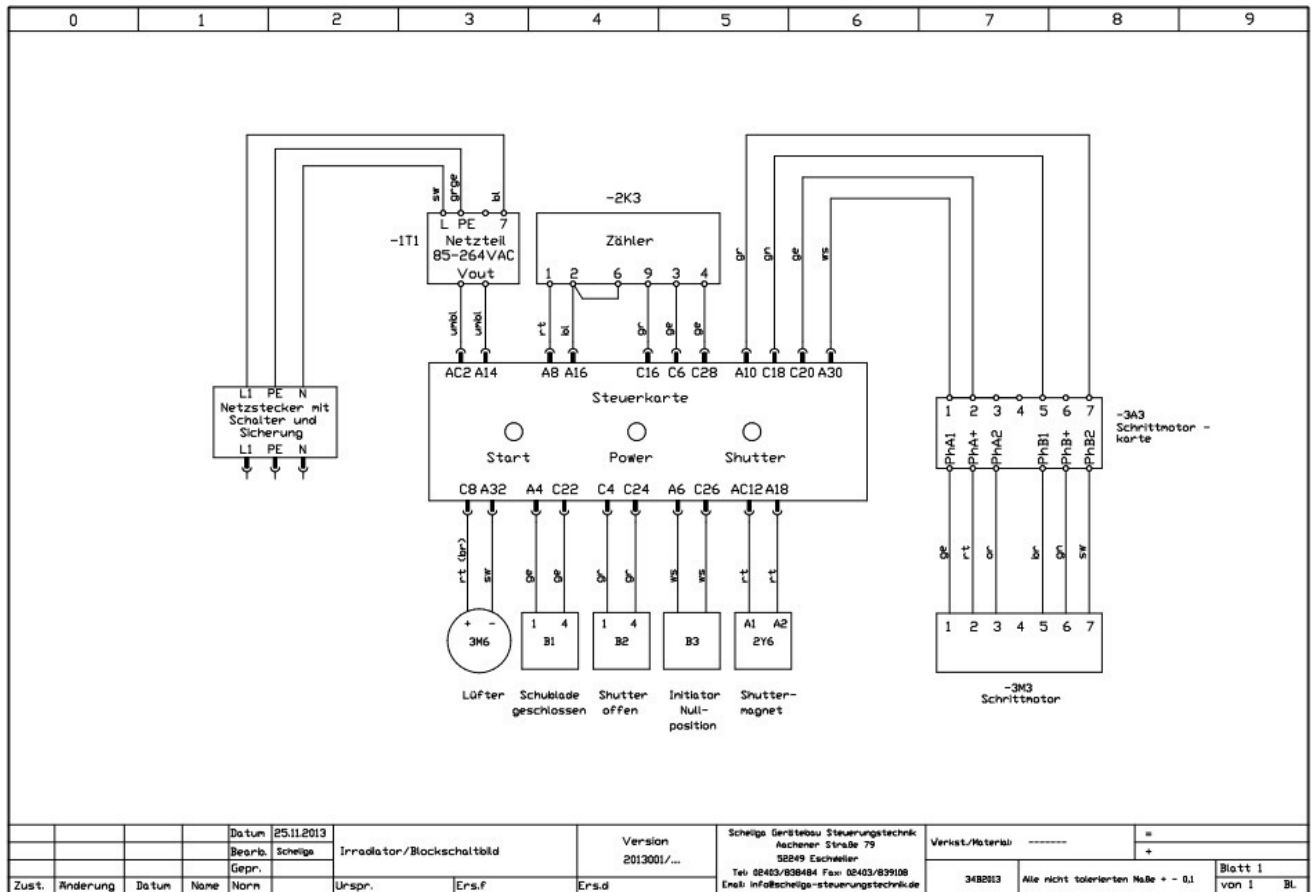 0 1 2 3 4 5 6 7 8 9
sw grge bl
L PE 7
-1T1
Netzteil
85-264VAC
Vout
umbl umbl
-2K3
Zähler
1 2 6 9 3 4
rt bl gr ge ge
gr gn ge ws
AC2 A14 A8 A16 C16 C6 C28 A10 C18 C20 A30
Steuerkarte
Start Power Shutter
C8 A32 A4 C22 C4 C24 A6 C26 AC12 A18
L1 PE N
Netzstecker mit
Schalter und
Sicherung
L1 PE N
1 2 3 4 5 6 7
PhA1 PhA+ PhA2 PhB1 PhB+ PhB2
-3A3
Schrittmotor -
karte
rt (br) sw ge ge gr gr ws ws rt rt
ge rt or br gn sw
+ -
3M6
Lüfter
1 4
B1
Schublade
geschlossen
1 4
B2
Shutter
offen
B3
Initiator
Null-
position
A1 A2
2Y6
Shutter-
magnet
1 2 3 4 5 6 7
-3M3
Schrittmotor
Datum 25.11.2013
Bearb. Scheliga
Gepr.
Zust. Änderung Datum Name Norm
Irradiator/Blockschaltbild
Urspr. Ers.f Ers.d
Version
2013001/...
Scheliga Gerätebau Steuerungstechnik
Aachener Straße 79
52249 Eschweiler
Tel: 02403/838484 Fax: 02403/839108
Email: info@scheliga-steuerungstechnik.de
Werkst./Material: -------
34B2013
Alle nicht tolerierten Maße + - 0,1
=
+
Blatt 1
von 1 Bl.